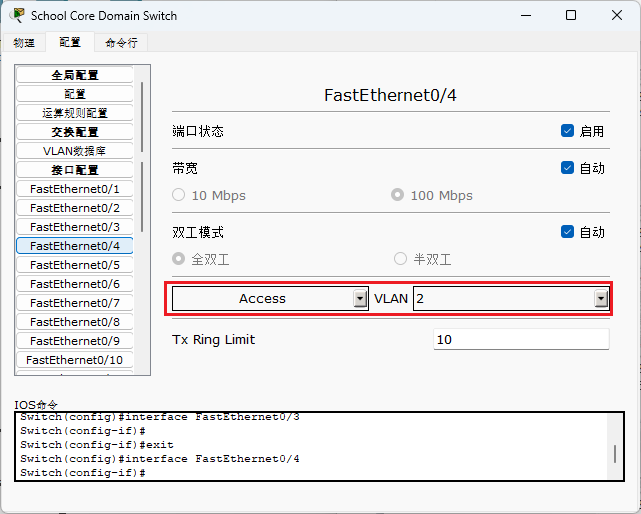 School Core Domain Switch
物理 配置 命令行
全局配置
配置
运算规则配置
交换配置
VLAN数据库
接口配置
FastEthernet0/1
FastEthernet0/2
FastEthernet0/3
FastEthernet0/4
FastEthernet0/5
FastEthernet0/6
FastEthernet0/7
FastEthernet0/8
FastEthernet0/9
FastEthernet0/10
FastEthernet0/4
端口状态 启用
带宽 自动
10 Mbps 100 Mbps
双工模式 自动
全双工 半双工
Access VLAN 2
Tx Ring Limit 10
IOS命令
Switch(config)#interface FastEthernet0/3
Switch(config-if)#
Switch(config-if)#exit
Switch(config)#interface FastEthernet0/4
Switch(config-if)#